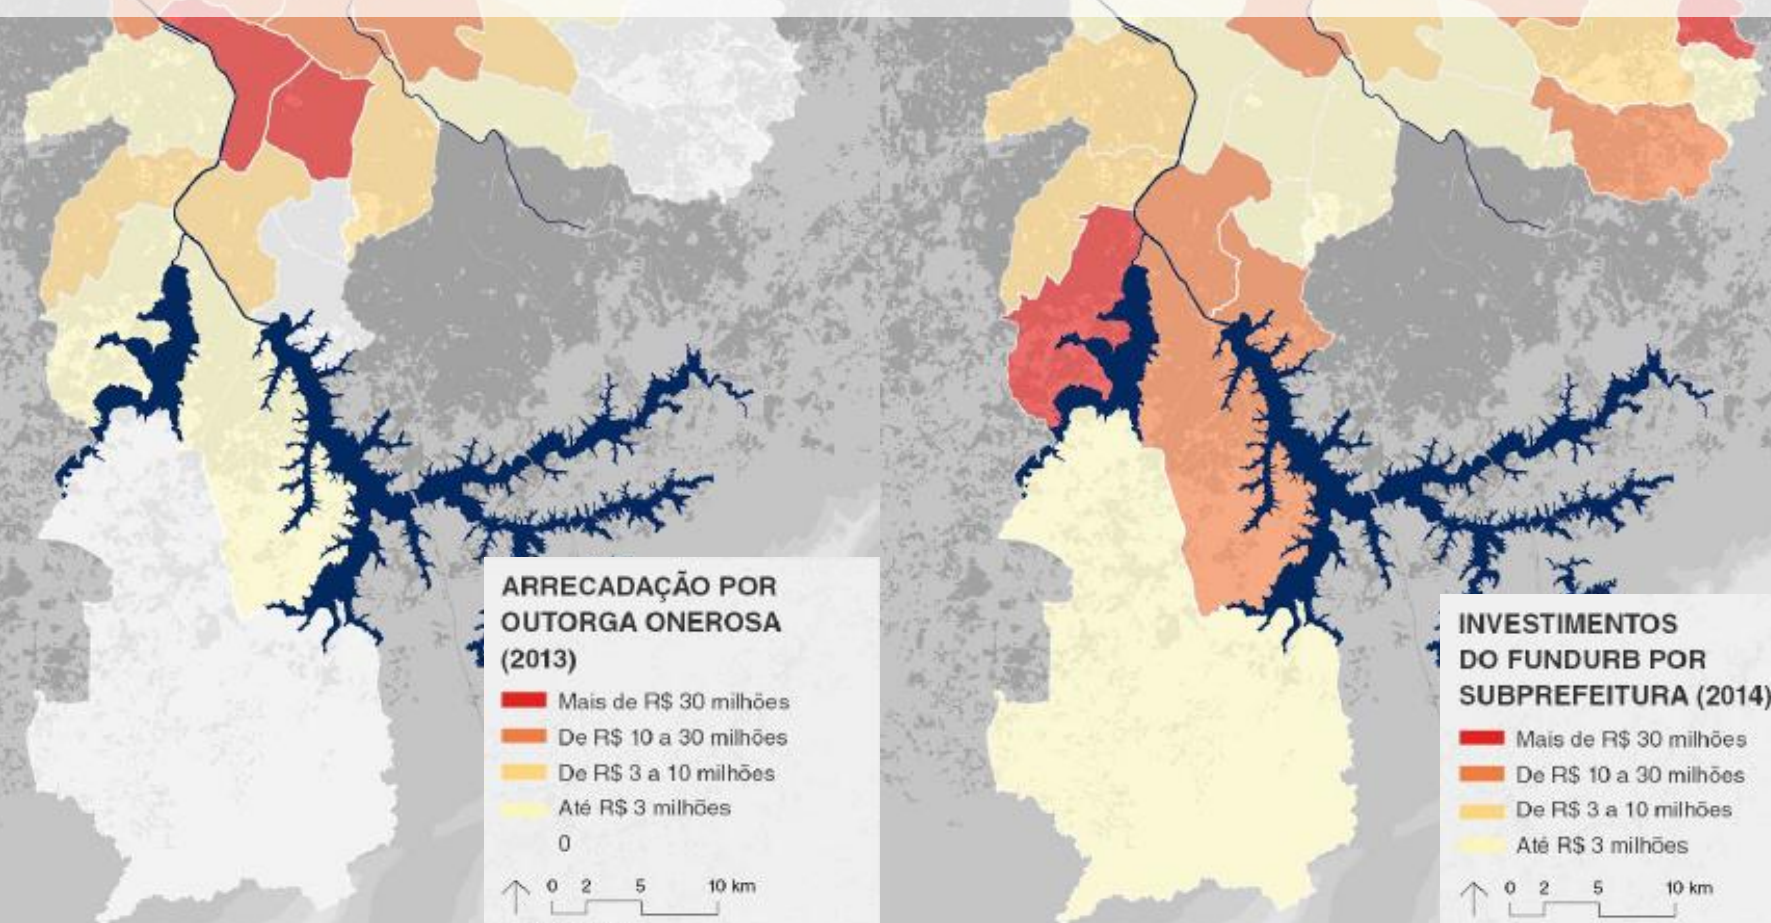 ARRECADAÇÃO POR
OUTORGA ONEROSA
(2013)
Mais de R$ 30 milhões
De R$ 10 a 30 milhões
De R$ 3 a 10 milhões
Até R$ 3 milhões
0
0 2 5 10 km
INVESTIMENTOS
DO FUNDURB POR
SUBPREFEITURA (2014)
Mais de R$ 30 milhões
De R$ 10 a 30 milhões
De R$ 3 a 10 milhões
Até R$ 3 milhões
0 2 5 10 km